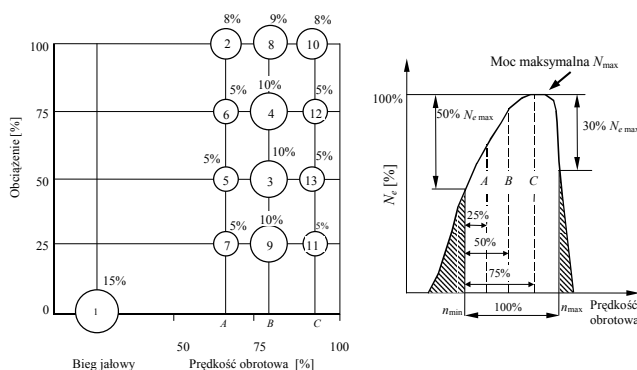 8% 9% 8%
100 2 8 10
10%
5% 5%
75 6 4 12
Obciążenie [%]
5% 10% 5%
50 5 3 13
10%
5% 5%
25 7 9 11
15%
1
0
A B C
50 75 100
Bieg jałowy Prędkość obrotowa [%]
Moc maksymalna Nmax
100%
50% Ne max
30% Ne max
Ne [%]
A B C
25%
50%
75%
nmin 100% nmax Prędkość
obrotowa